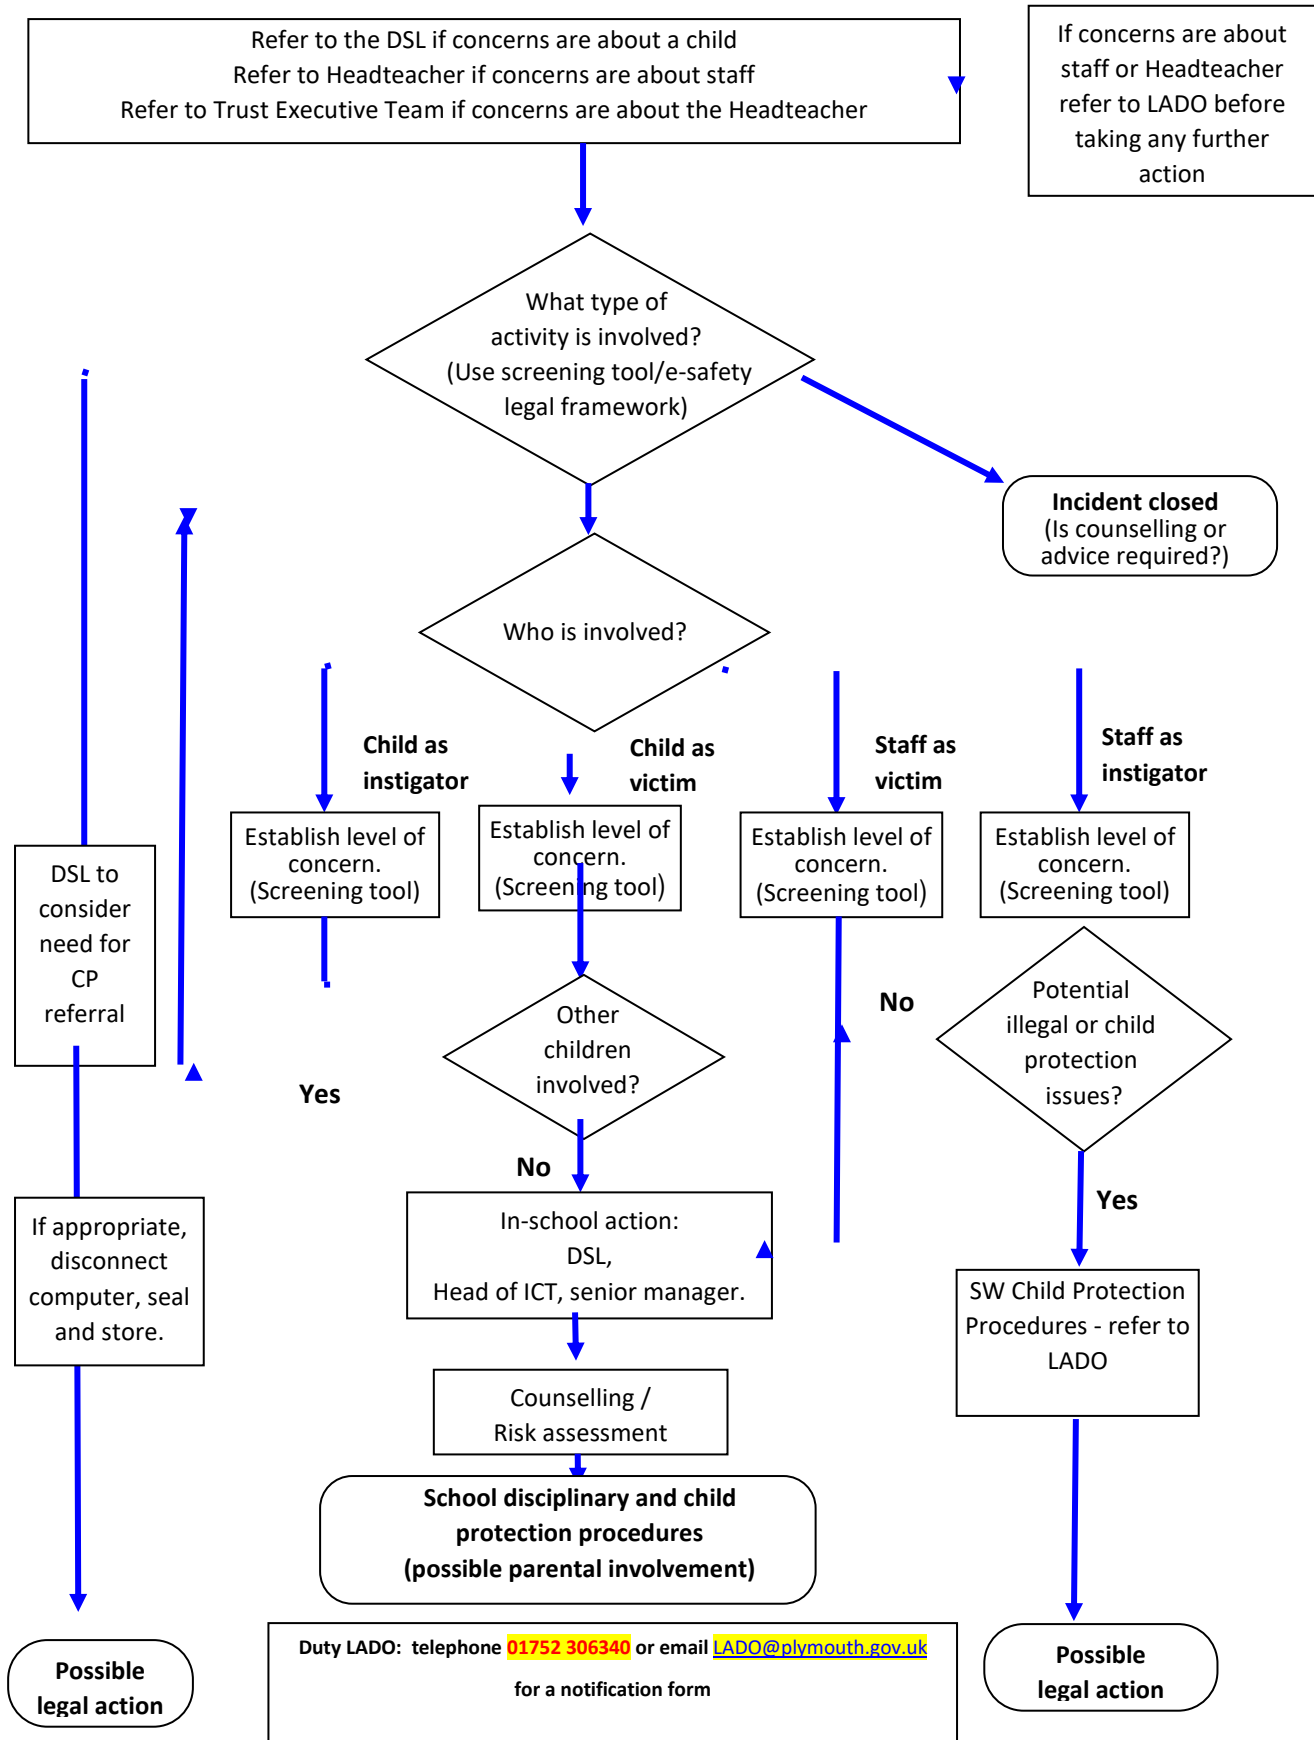 Refer to the DSL if concerns are about a child
Refer to Headteacher if concerns are about staff
Refer to Trust Executive Team if concerns are about the Headteacher
If concerns are about
staff or Headteacher
refer to LADO before
taking any further
action
What type of
activity is involved?
(Use screening tool/e-safety
legal framework)
Incident closed
(Is counselling or
advice required?)
Who is involved?
Child as
instigator
Child as
victim
Staff as
victim
Staff as
instigator
Establish level of
concern.
(Screening tool)
Establish level of
concern.
(Screening tool)
Establish level of
concern.
(Screening tool)
Establish level of
concern.
(Screening tool)
DSL to
consider
need for
CP
referral
Other
children
involved?
No
Potential
illegal or child
protection
issues?
Yes
No
Yes
If appropriate,
disconnect
computer, seal
and store.
In-school action:
DSL,
Head of ICT, senior manager.
SW Child Protection
Procedures - refer to
LADO
Counselling /
Risk assessment
School disciplinary and child
protection procedures
(possible parental involvement)
Possible
legal action
Duty LADO: telephone 01752 306340 or email LADO@plymouth.gov.uk
for a notification form
Possible
legal action